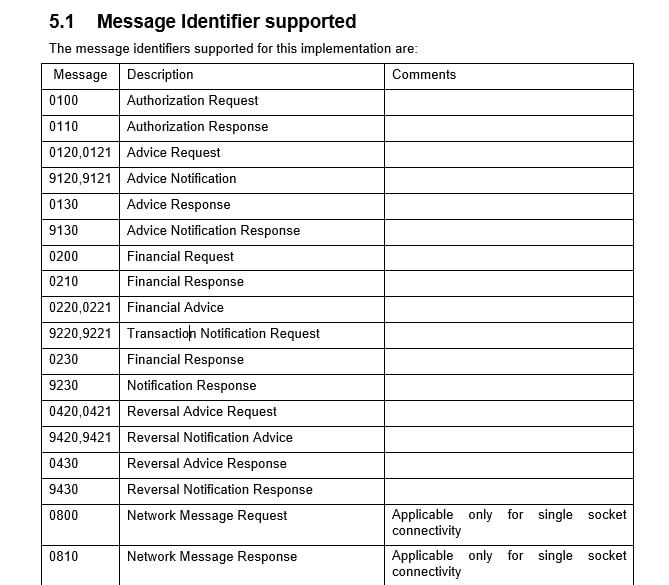 5.1 Message Identifier supported
The message identifiers supported for this implementation are:
Message Description Comments
0100 Authorization Request
0110 Authorization Response
0120,0121 Advice Request
9120,9121 Advice Notification
0130 Advice Response
9130 Advice Notification Response
0200 Financial Request
0210 Financial Response
0220,0221 Financial Advice
9220,9221 Transaction Notification Request
0230 Financial Response
9230 Notification Response
0420,0421 Reversal Advice Request
9420,9421 Reversal Notification Advice
0430 Reversal Advice Response
9430 Reversal Notification Response
0800 Network Message Request Applicable only for single socket
connectivity
0810 Network Message Response Applicable only for single socket
connectivity